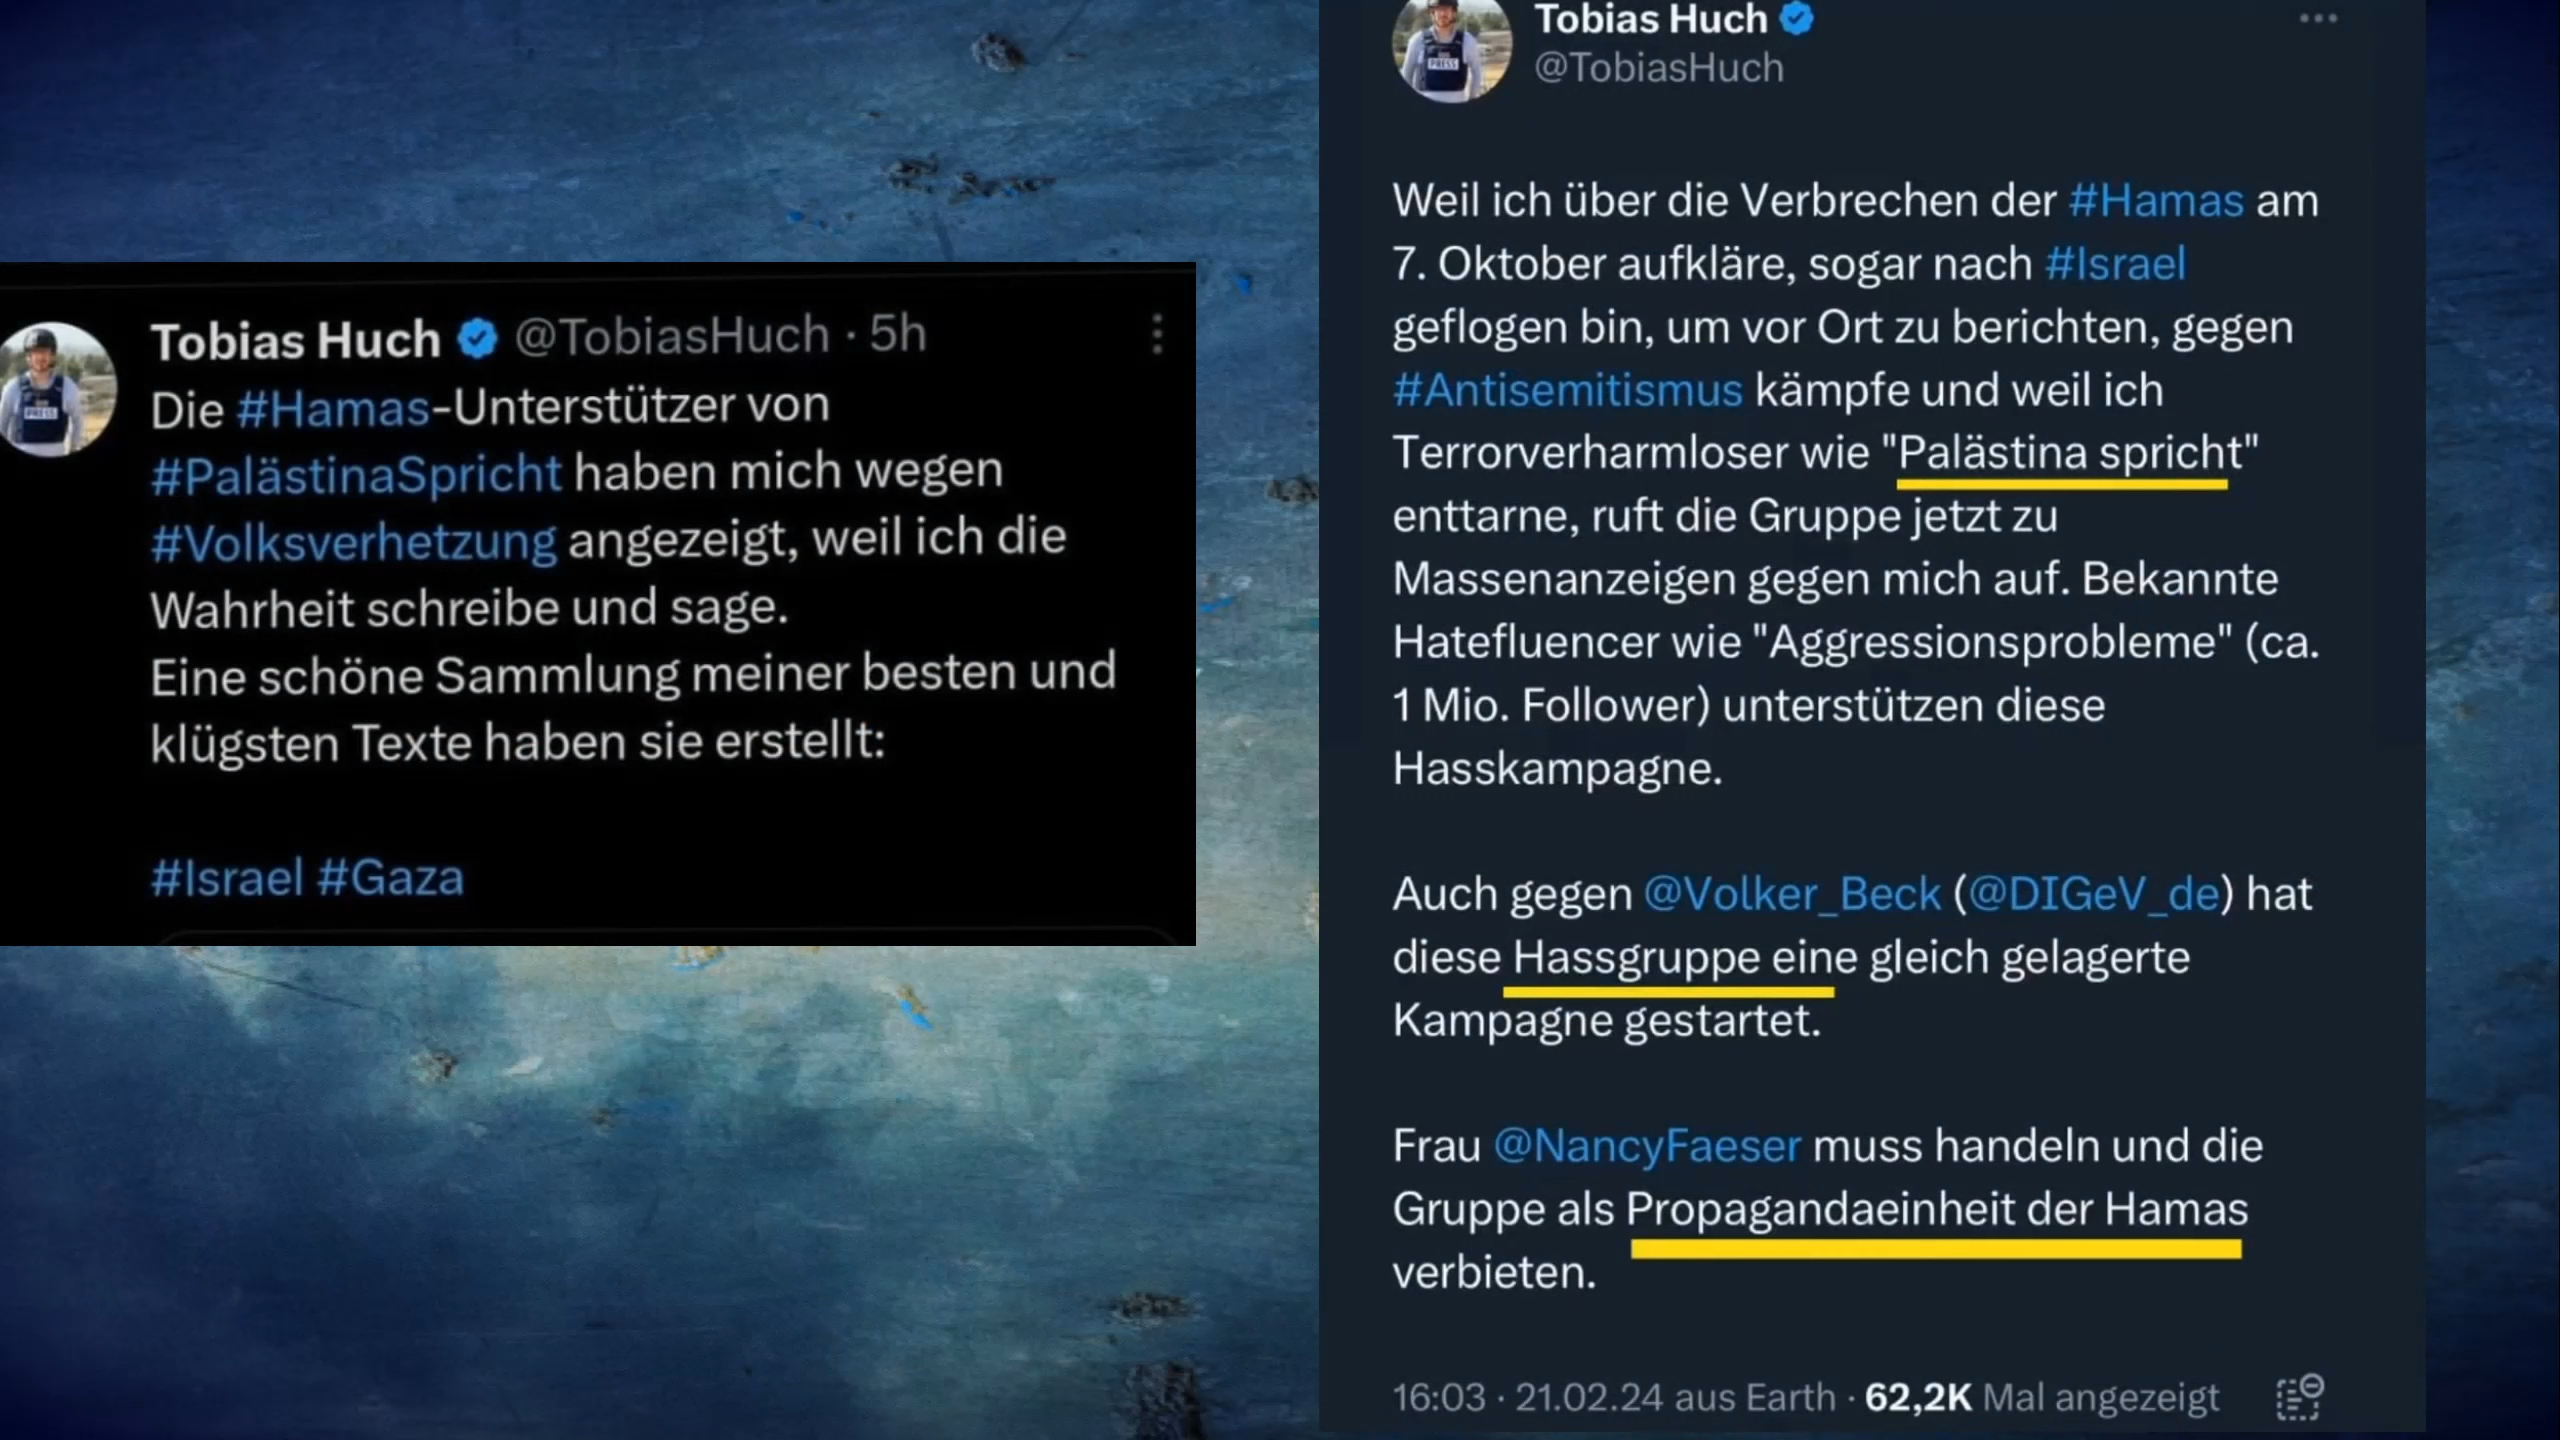 Tobias Huch @TobiasHuch · 5h
Die #Hamas-Unterstützer von
#PalästinaSpricht haben mich wegen
#Volksverhetzung angezeigt, weil ich die
Wahrheit schreibe und sage.
Eine schöne Sammlung meiner besten und
klügsten Texte haben sie erstellt:
#Israel #Gaza
PRESS
Tobias Huch
@TobiasHuch
PRESS
Weil ich über die Verbrechen der #Hamas am
7. Oktober aufkläre, sogar nach #Israel
geflogen bin, um vor Ort zu berichten, gegen
#Antisemitismus kämpfe und weil ich
Terrorverharmloser wie "Palästina spricht"
enttarne, ruft die Gruppe jetzt zu
Massenanzeigen gegen mich auf. Bekannte
Hatefluencer wie "Aggressionsprobleme" (ca.
1 Mio. Follower) unterstützen diese
Hasskampagne.
Auch gegen @Volker_Beck (@DIGeV_de) hat
diese Hassgruppe eine gleich gelagerte
Kampagne gestartet.
Frau @NancyFaeser muss handeln und die
Gruppe als Propagandaeinheit der Hamas
verbieten.
16:03 · 21.02.24 aus Earth · 62,2K Mal angezeigt